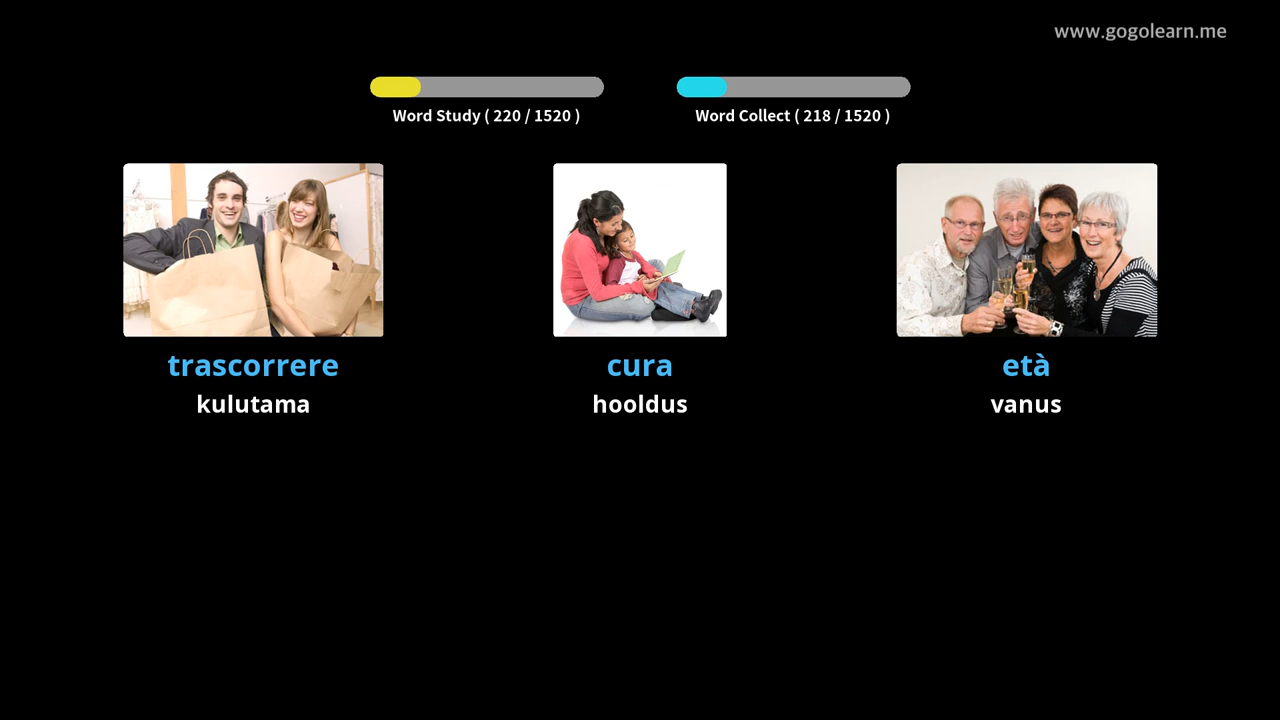 www.gogolearn.me
Word Study ( 220 / 1520 )
Word Collect ( 218 / 1520 )
trascorrere
kulutama
cura
hooldus
età
vanus